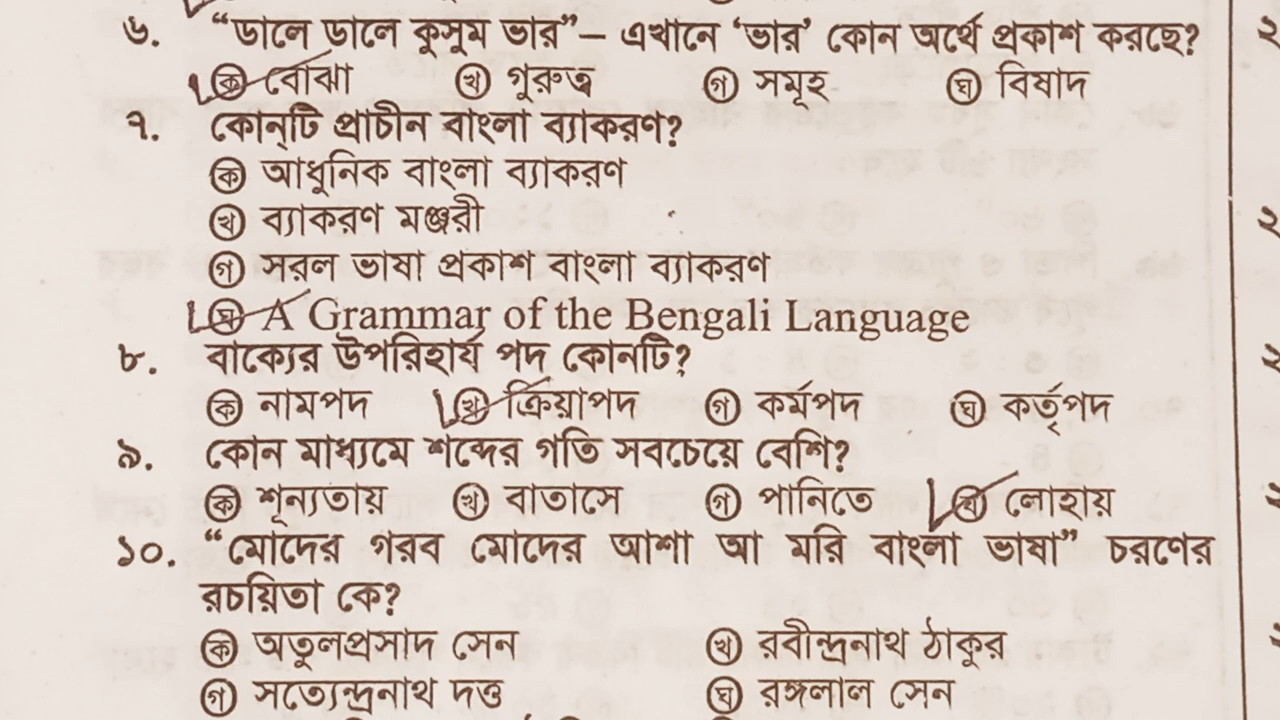 ৬. “ডালে ডালে কুসুম ভার”– এখানে ‘ভার’ কোন অর্থে প্রকাশ করছে?
ক বোঝা খ গুরুত্ব গ সমূহ ঘ বিষাদ
৭. কোন্‌টি প্রাচীন বাংলা ব্যাকরণ?
ক আধুনিক বাংলা ব্যাকরণ
খ ব্যাকরণ মঞ্জরী
গ সরল ভাষা প্রকাশ বাংলা ব্যাকরণ
ঘ A Grammar of the Bengali Language
৮. বাক্যের উপরিহার্য পদ কোনটি?
ক নামপদ খ ক্রিয়াপদ গ কর্মপদ ঘ কর্তৃপদ
৯. কোন মাধ্যমে শব্দের গতি সবচেয়ে বেশি?
ক শূন্যতায় খ বাতাসে গ পানিতে ঘ লোহায়
১০. “মোদের গরব মোদের আশা আ মরি বাংলা ভাষা” চরণের
রচয়িতা কে?
ক অতুলপ্রসাদ সেন খ রবীন্দ্রনাথ ঠাকুর
গ সত্যেন্দ্রনাথ দত্ত ঘ রঙ্গলাল সেন